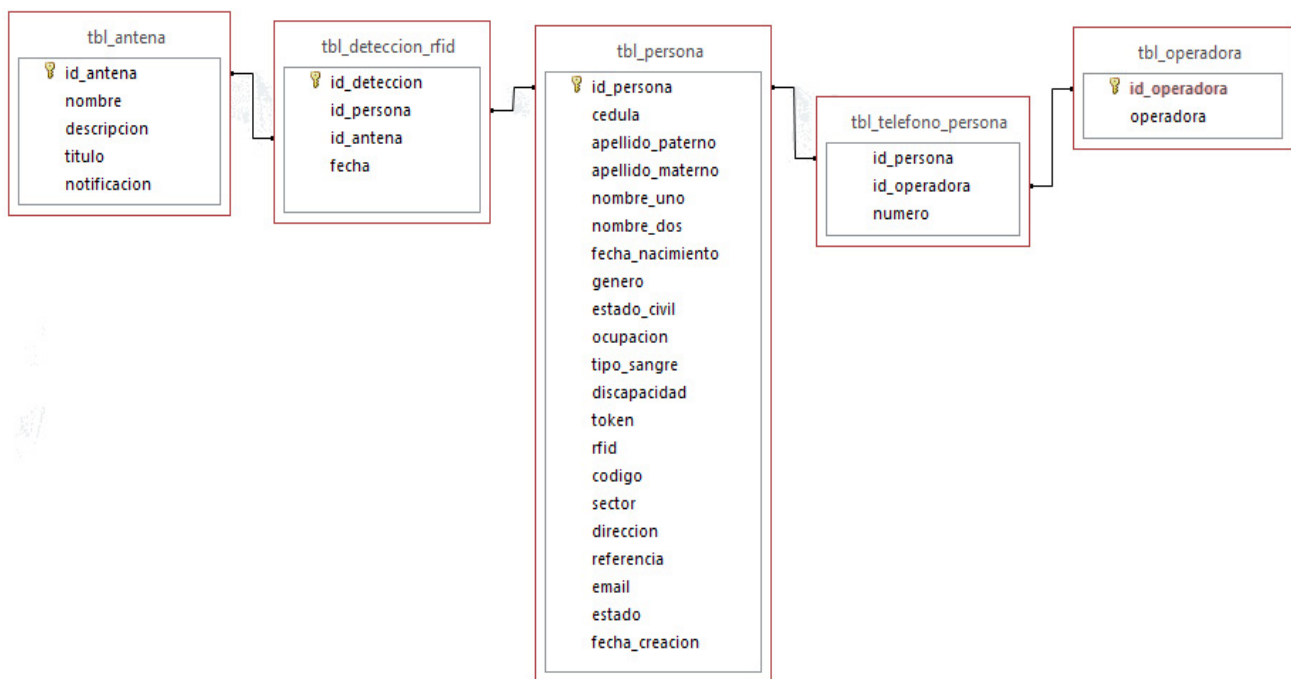 tbl_antena
id_antena
nombre
descripcion
titulo
notificacion
tbl_deteccion_rfid
id_deteccion
id_persona
id_antena
fecha
tbl_persona
id_persona
cedula
apellido_paterno
apellido_materno
nombre_uno
nombre_dos
fecha_nacimiento
genero
estado_civil
ocupacion
tipo_sangre
discapacidad
token
rfid
codigo
sector
direccion
referencia
email
estado
fecha_creacion
tbl_telefono_persona
id_persona
id_operadora
numero
tbl_operadora
id_operadora
operadora